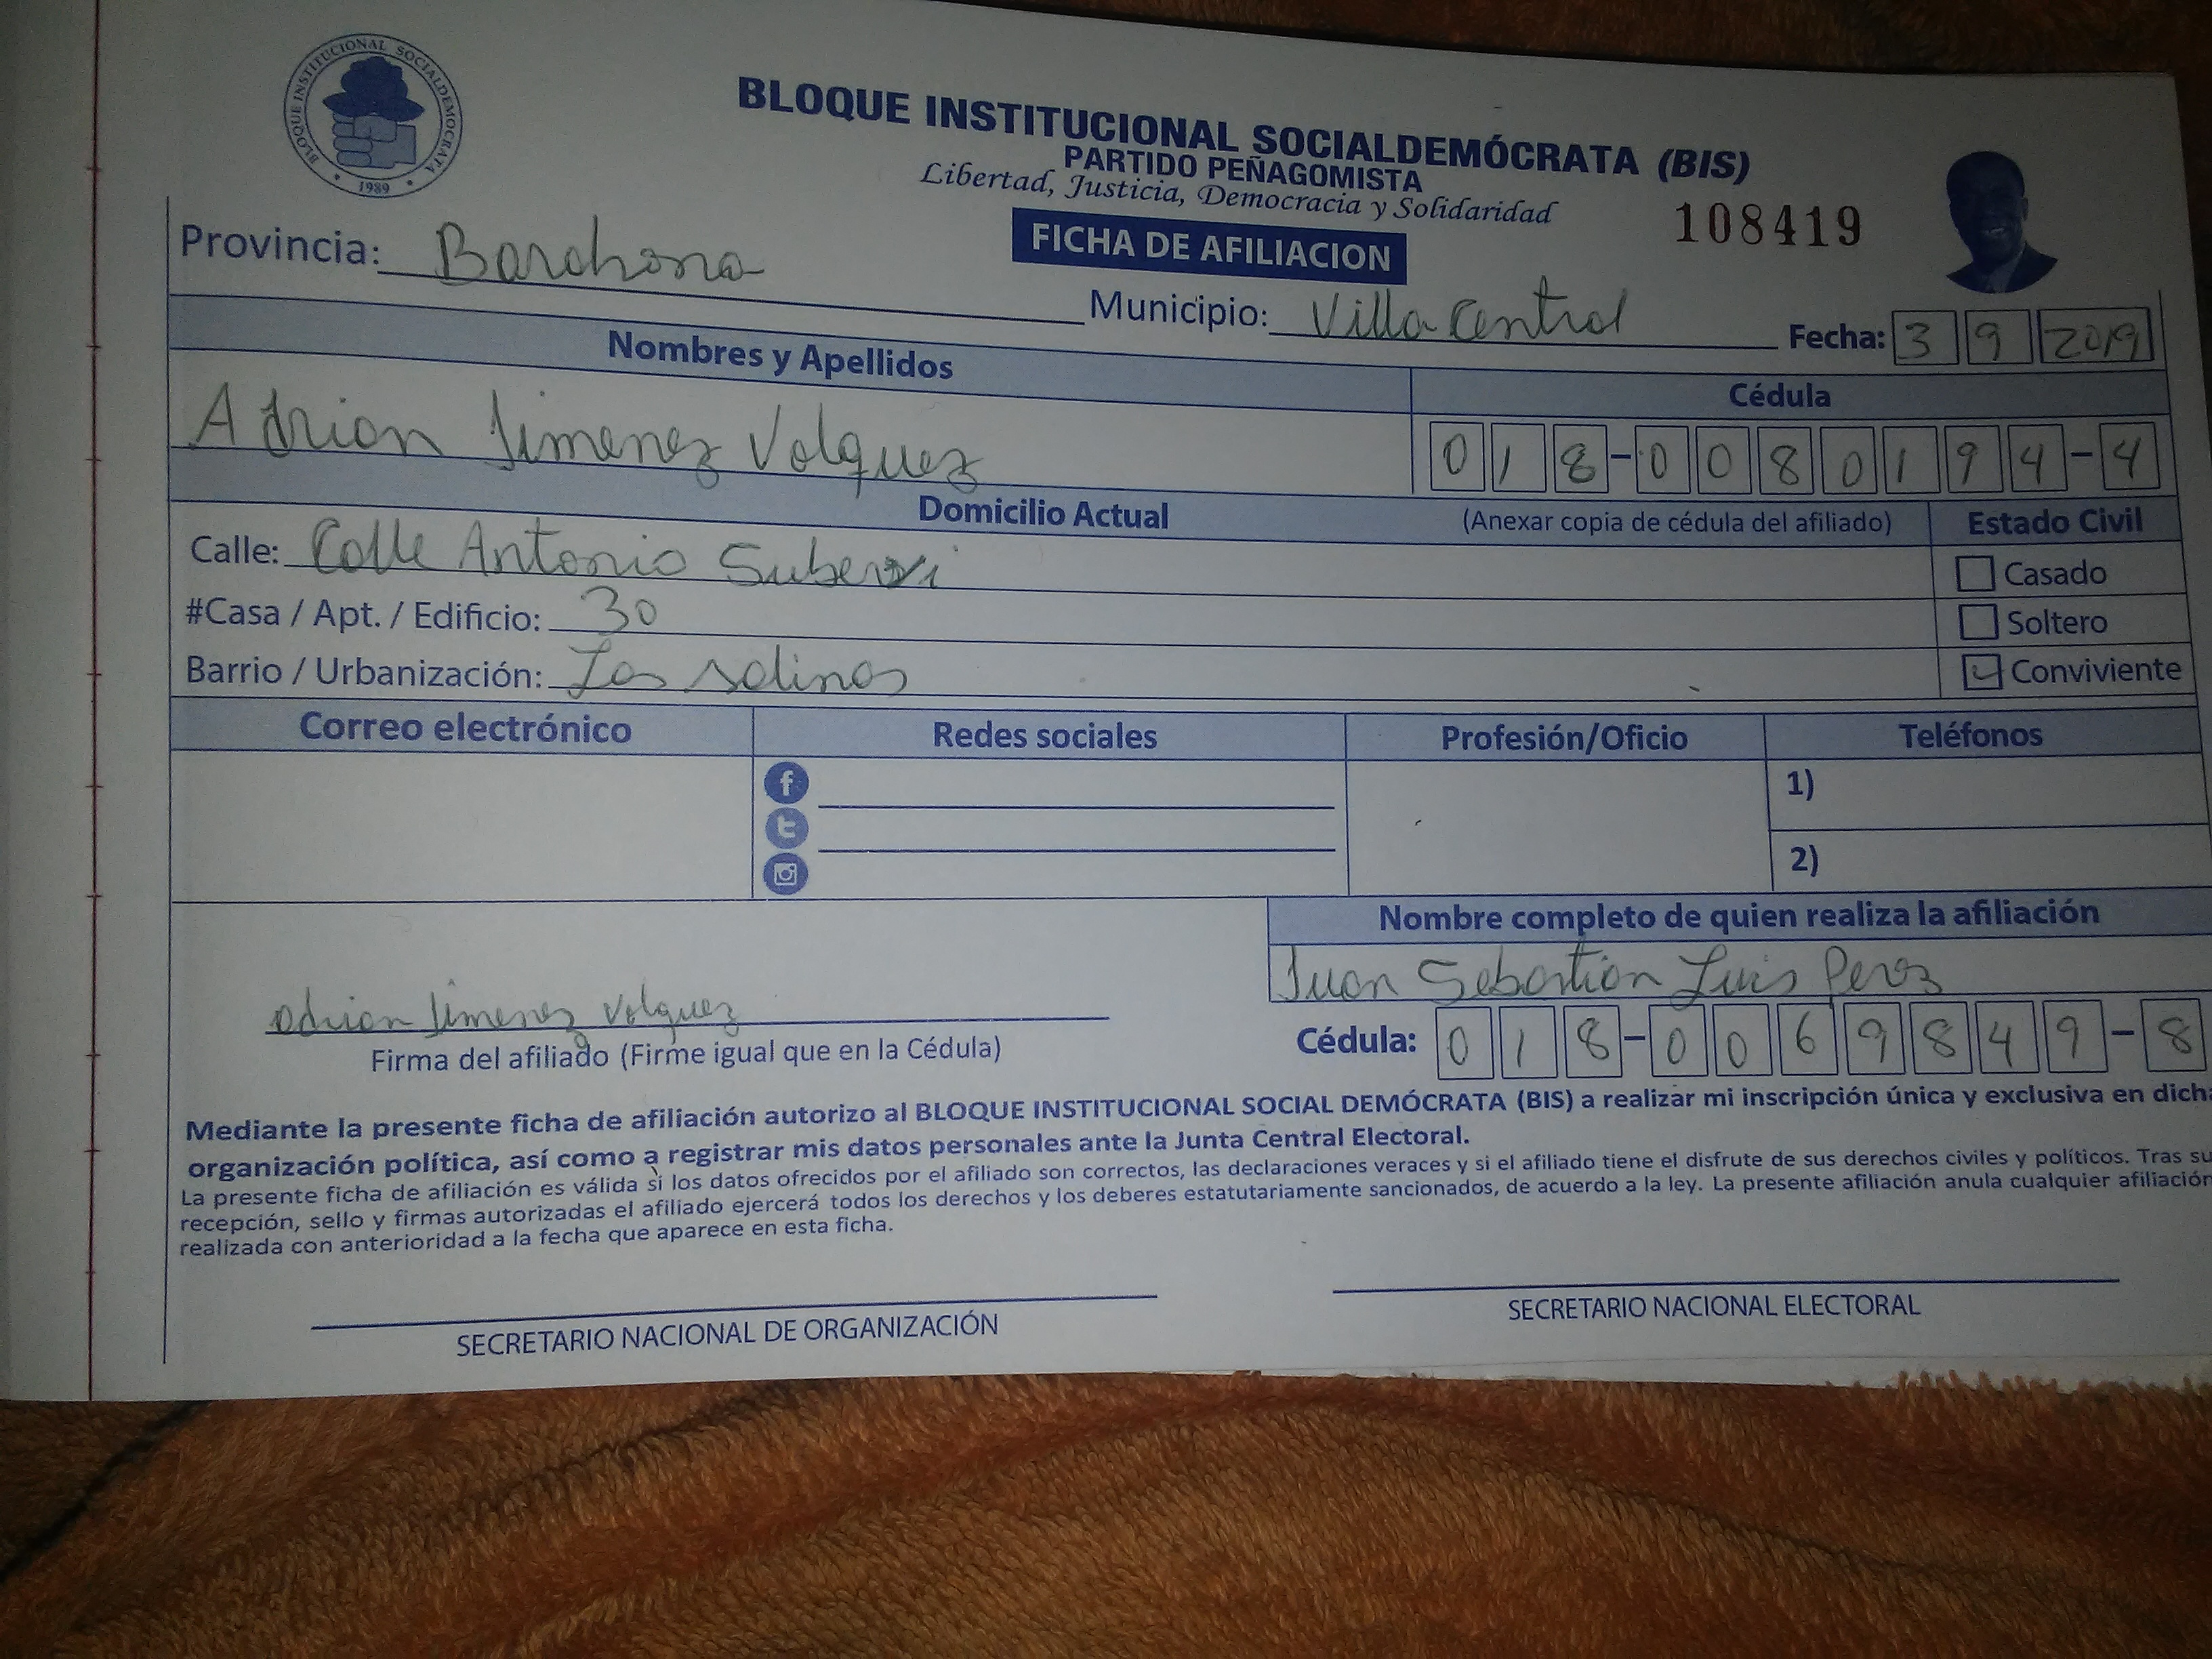 BLOQUE INSTITUCIONAL SOCIALDEMOCRATA
1989
BLOQUE INSTITUCIONAL SOCIALDEMÓCRATA (BIS)
PARTIDO PEÑAGOMISTA
Libertad, Justicia, Democracia y Solidaridad
FICHA DE AFILIACION
108419
Provincia: Barahona
Municipio: Villa Central
Fecha: 3 9 2019
Nombres y Apellidos
Cédula
Adrian Jimenez Volquez
018-0080194-4
Domicilio Actual
(Anexar copia de cédula del afiliado)
Estado Civil
Calle: Calle Antonio Suberví
Casado
#Casa / Apt. / Edificio: 30
Soltero
Barrio / Urbanización: Las salinas
Conviviente
Correo electrónico
Redes sociales
Profesión/Oficio
Teléfonos
1)
2)
Nombre completo de quien realiza la afiliación
Juan Sebastian Luis Perez
Adrian Jimenez Volquez
Firma del afiliado (Firme igual que en la Cédula)
Cédula: 018-0069849-8
Mediante la presente ficha de afiliación autorizo al BLOQUE INSTITUCIONAL SOCIAL DEMÓCRATA (BIS) a realizar mi inscripción única y exclusiva en dicha
organización política, así como a registrar mis datos personales ante la Junta Central Electoral.
La presente ficha de afiliación es válida si los datos ofrecidos por el afiliado son correctos, las declaraciones veraces y si el afiliado tiene el disfrute de sus derechos civiles y políticos. Tras su
recepción, sello y firmas autorizadas el afiliado ejercerá todos los derechos y los deberes estatutariamente sancionados, de acuerdo a la ley. La presente afiliación anula cualquier afiliación
realizada con anterioridad a la fecha que aparece en esta ficha.
SECRETARIO NACIONAL DE ORGANIZACIÓN
SECRETARIO NACIONAL ELECTORAL